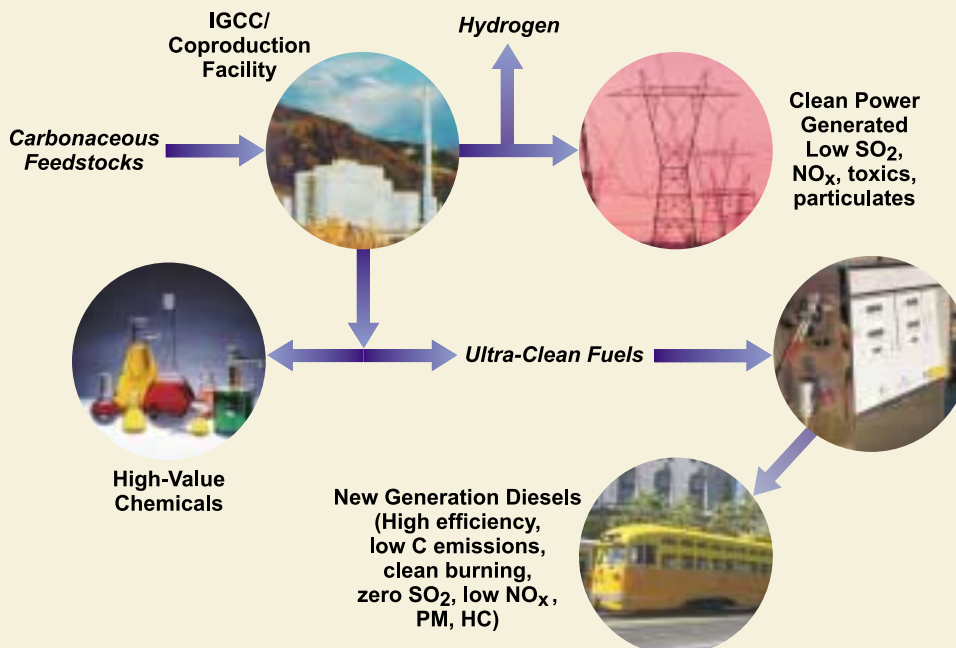 IGCC/
Coproduction
Facility
Hydrogen
Carbonaceous
Feedstocks
Clean Power
Generated
Low SO₂,
NOₓ, toxics,
particulates
Ultra-Clean Fuels
High-Value
Chemicals
New Generation Diesels
(High efficiency,
low C emissions,
clean burning,
zero SO₂, low NOₓ,
PM, HC)